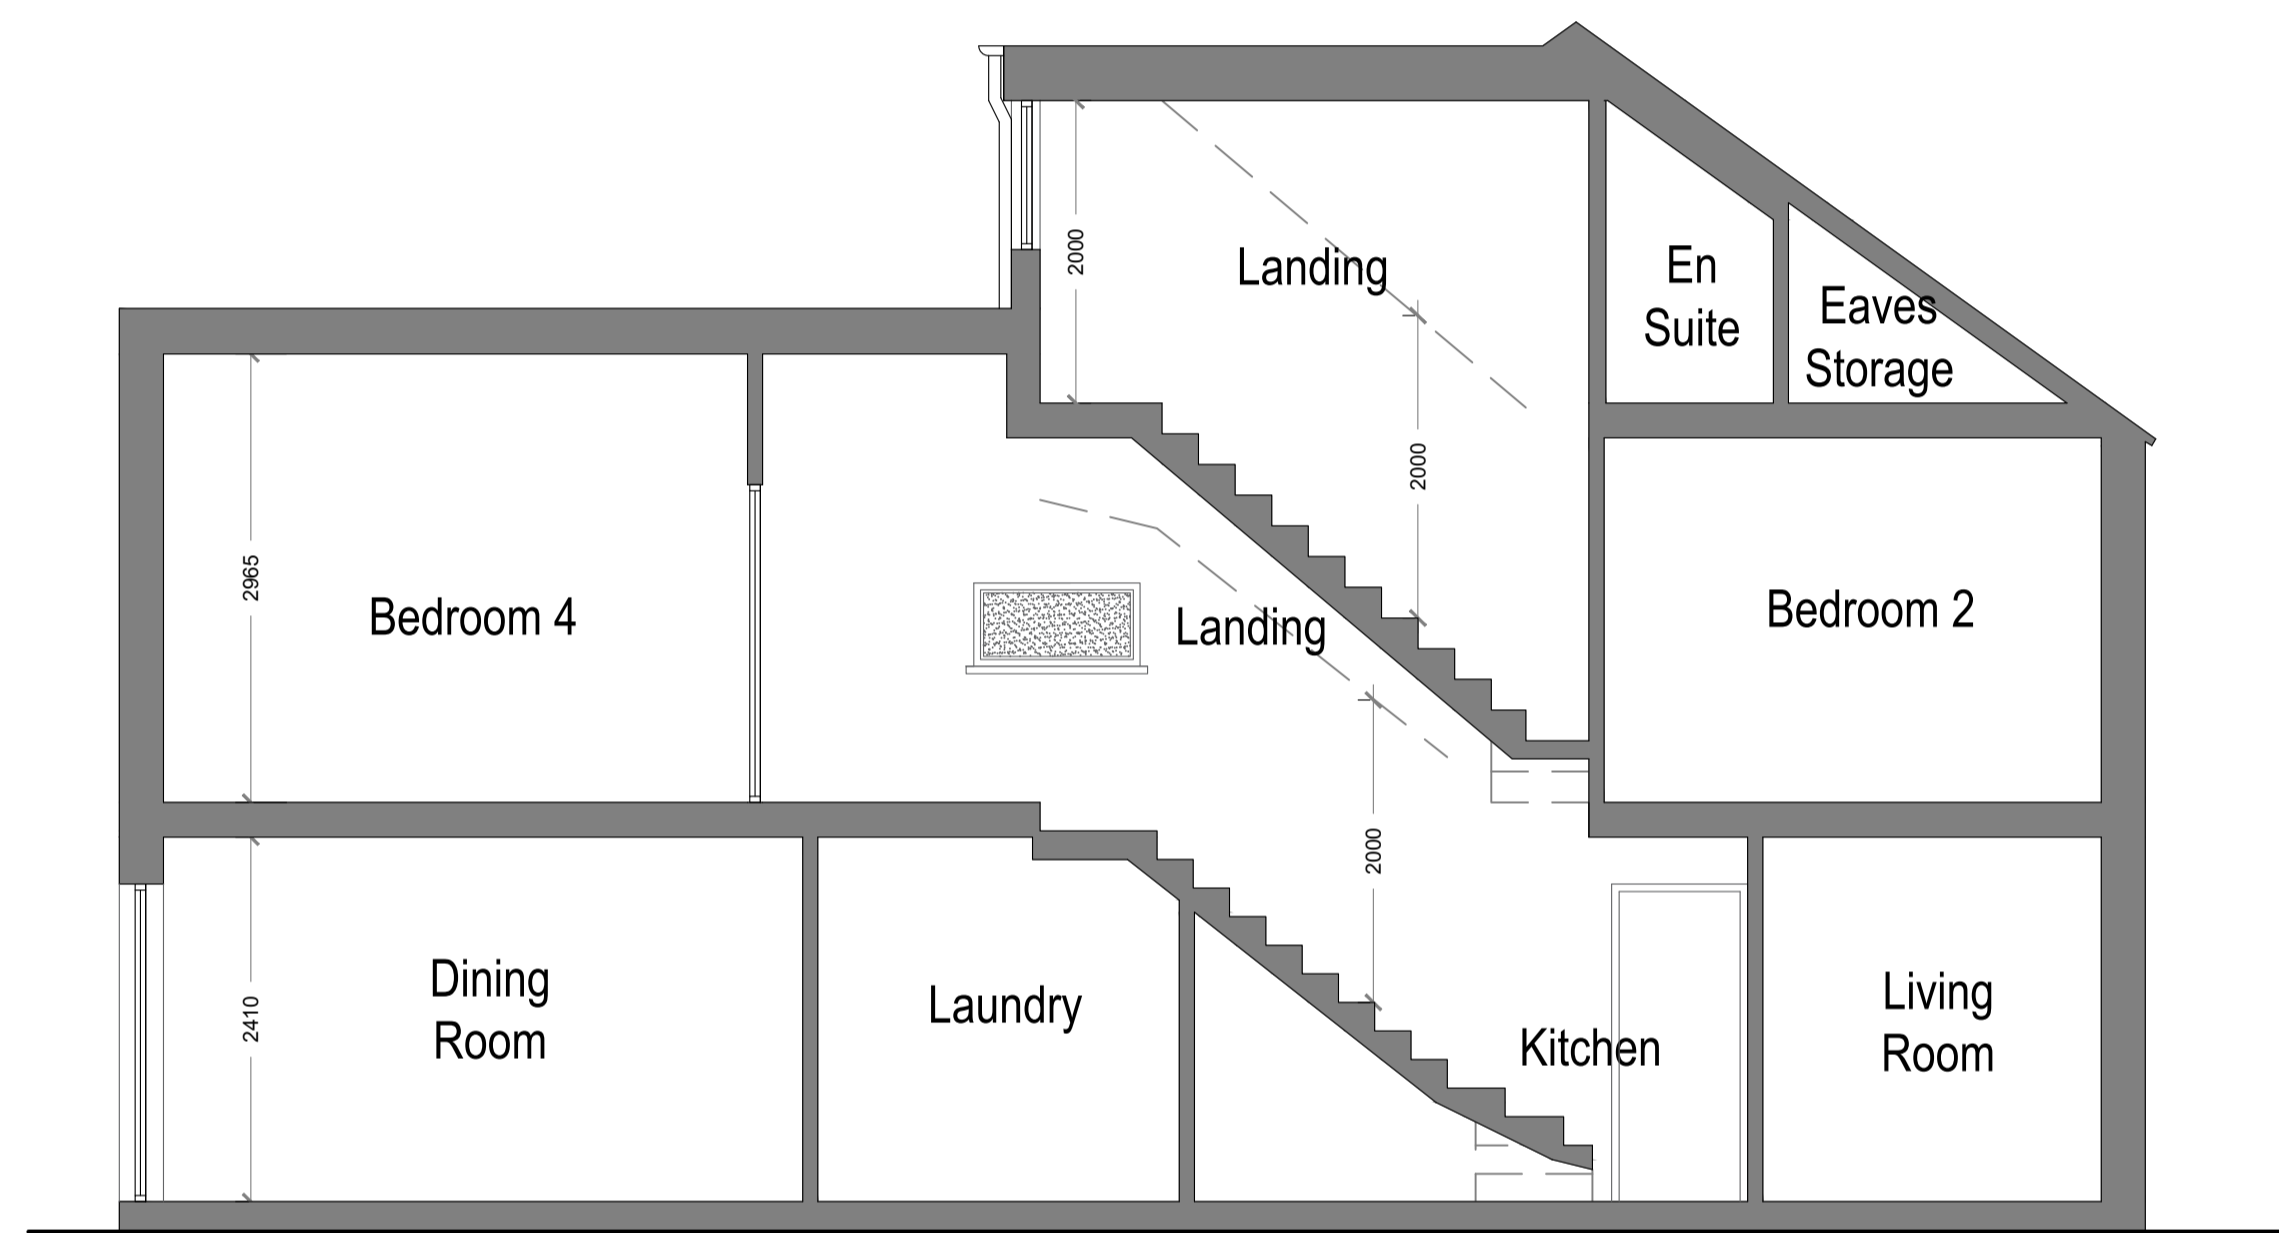 2000
Landing
En
Suite
Eaves
Storage
2000
2965
Bedroom 4
Landing
Bedroom 2
2000
2410
Dining
Room
Laundry
Kitchen
Living
Room